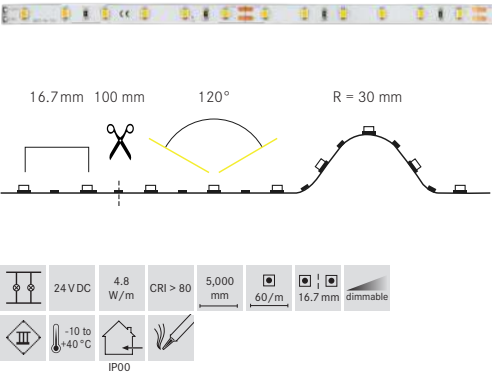 16.7 mm 100 mm 120° R = 30 mm
24 V DC
4.8
W/m
CRI > 80
5,000
mm
60/m
16.7 mm
dimmable
III
-10 to
+40 °C
IP00